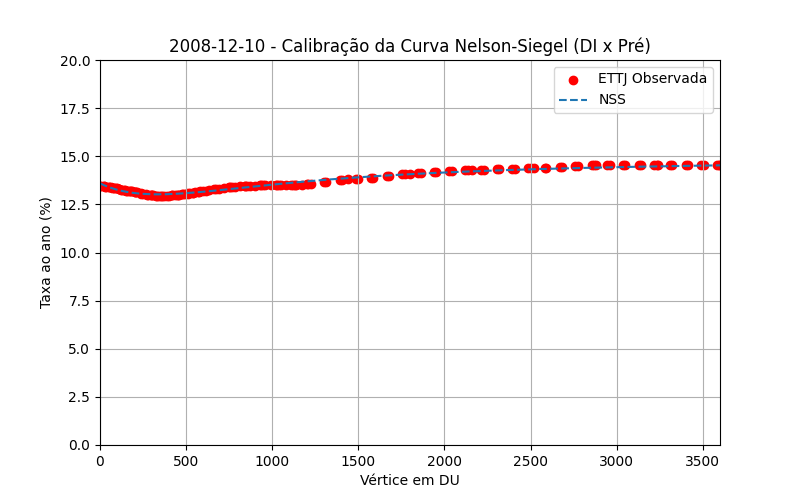 2008-12-10 - Calibração da Curva Nelson-Siegel (DI x Pré)
20.0
17.5
15.0
12.5
10.0
7.5
5.0
2.5
0.0
Taxa ao ano (%)
ETTJ Observada
NSS
0 500 1000 1500 2000 2500 3000 3500
Vértice em DU